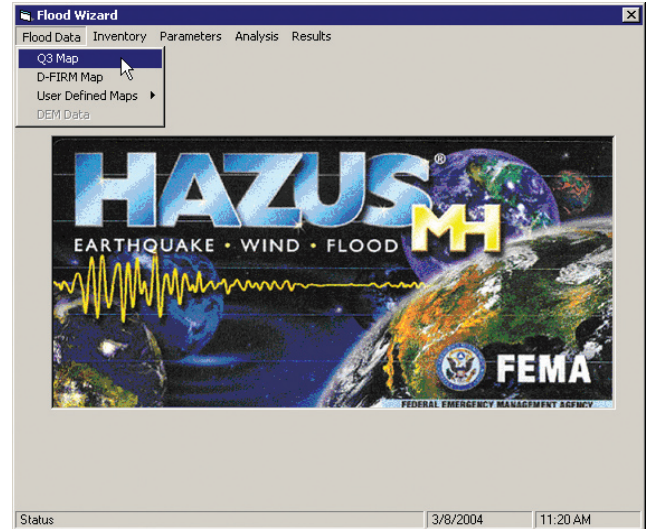 Flood Wizard
Flood Data Inventory Parameters Analysis Results
Q3 Map
D-FIRM Map
User Defined Maps
DEM Data
HAZUS®
MH
EARTHQUAKE • WIND • FLOOD
FEMA
FEDERAL EMERGENCY MANAGEMENT AGENCY
Status 3/8/2004 11:20 AM